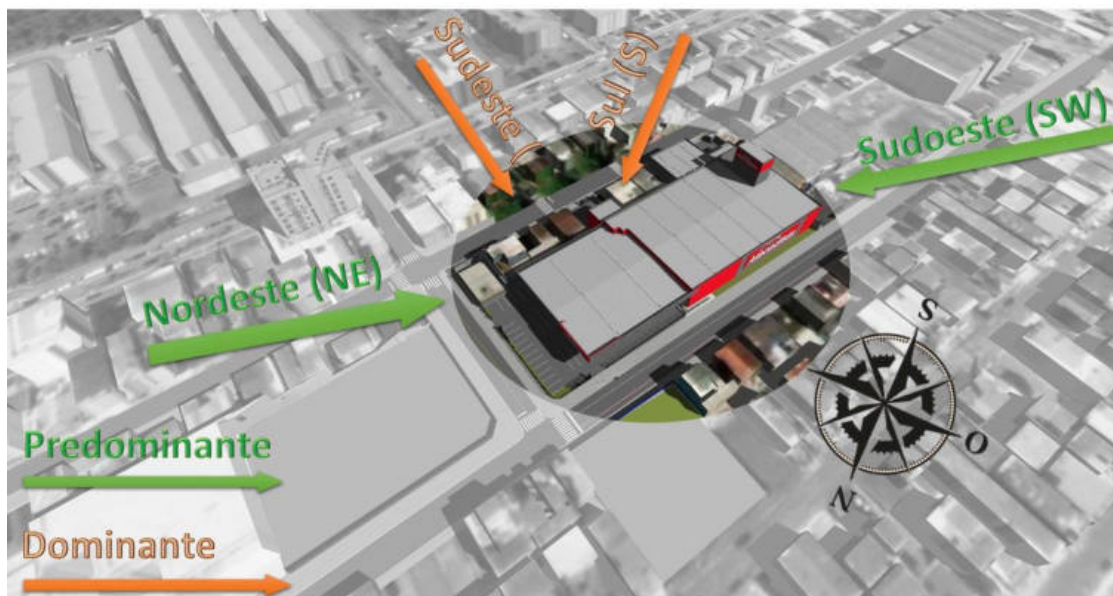 Sudeste (
Sul (S)
Sudoeste (SW)
Nordeste (NE)
S
O
N
Predominante
Dominante